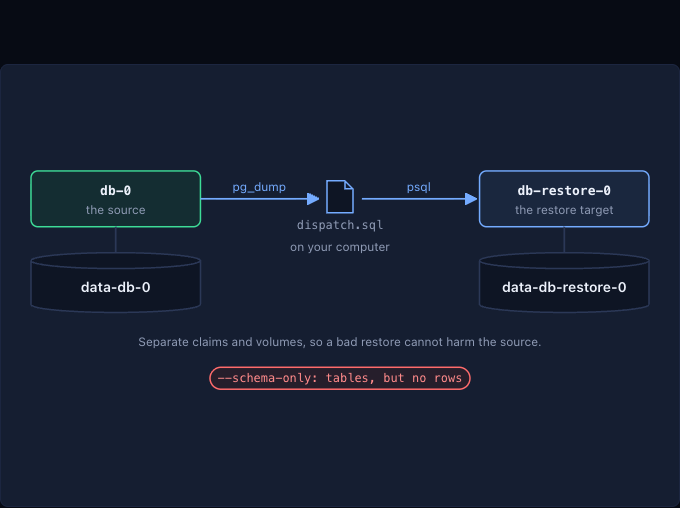 db-0
the source
pg_dump
dispatch.sql
on your computer
psql
db-restore-0
the restore target
data-db-0
data-db-restore-0
Separate claims and volumes, so a bad restore cannot harm the source.
--schema-only: tables, but no rows